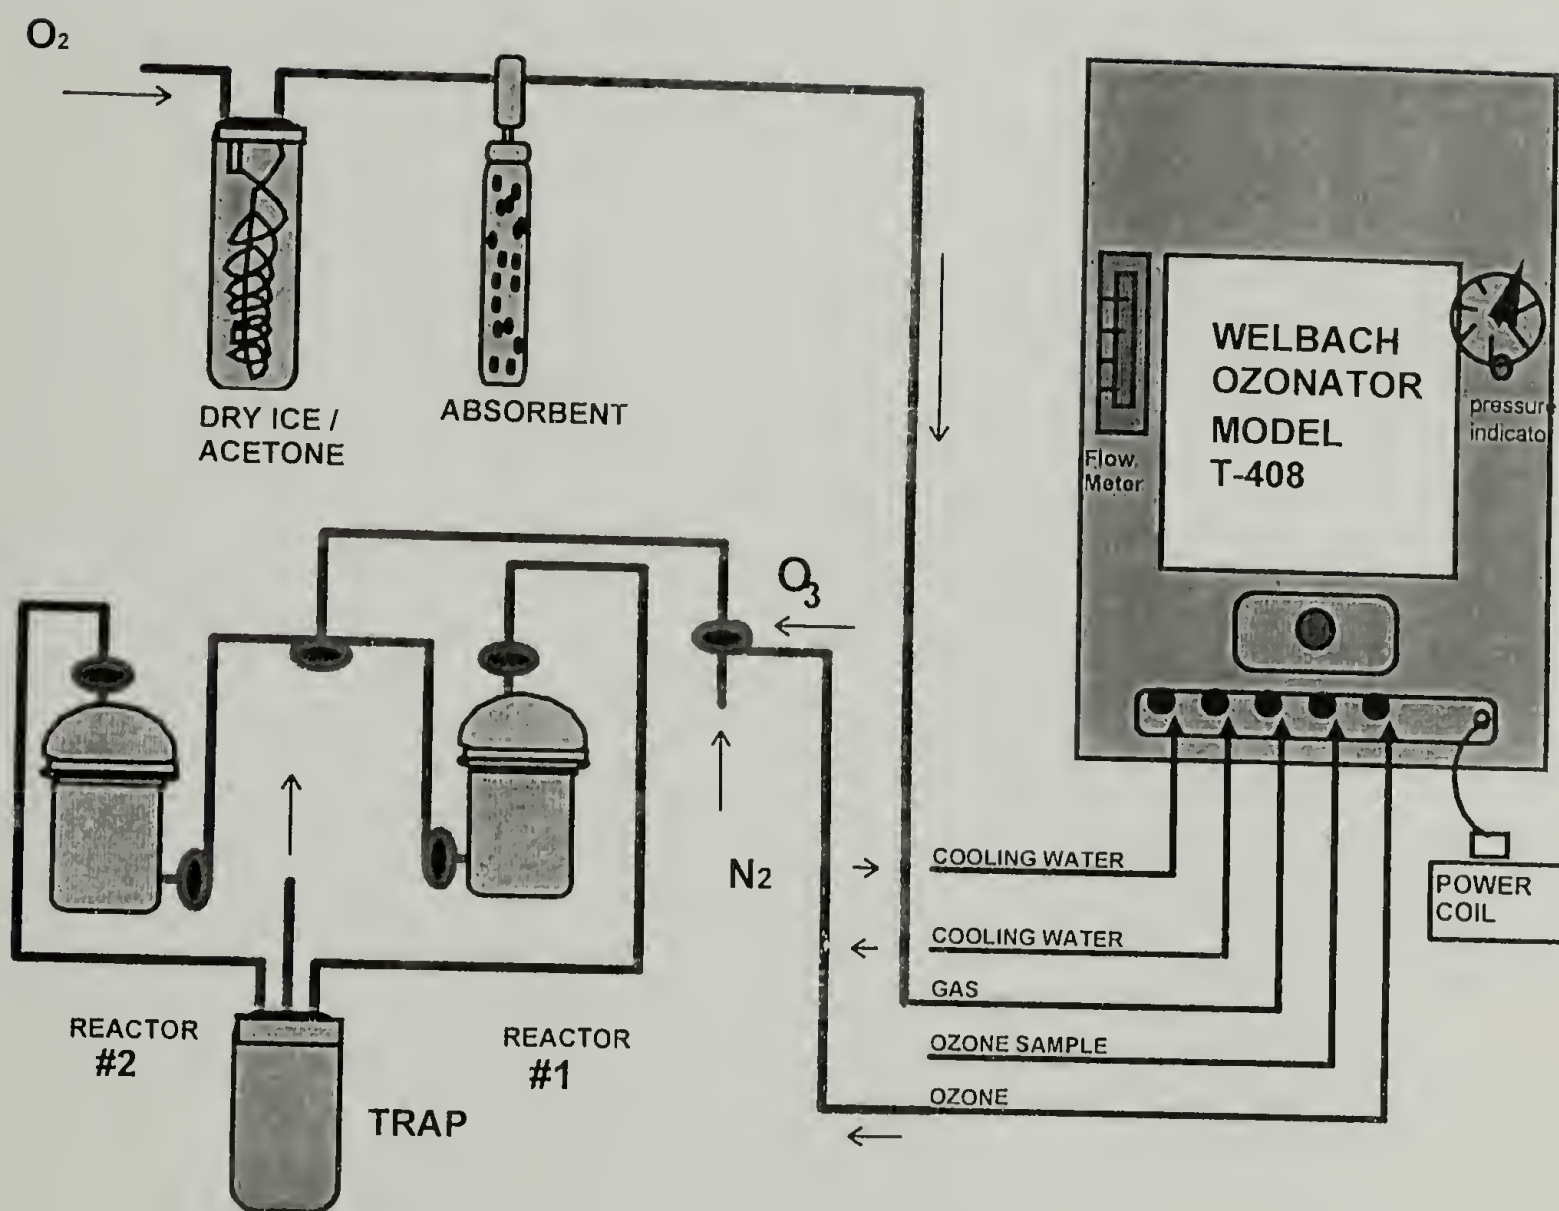 O2
DRY ICE /
ACETONE
ABSORBENT
WELBACH
OZONATOR
MODEL
T-408
Flow
Meter
pressure
indicato
O3
N2
COOLING WATER
COOLING WATER
GAS
OZONE SAMPLE
OZONE
POWER
COIL
REACTOR
#2
REACTOR
#1
TRAP